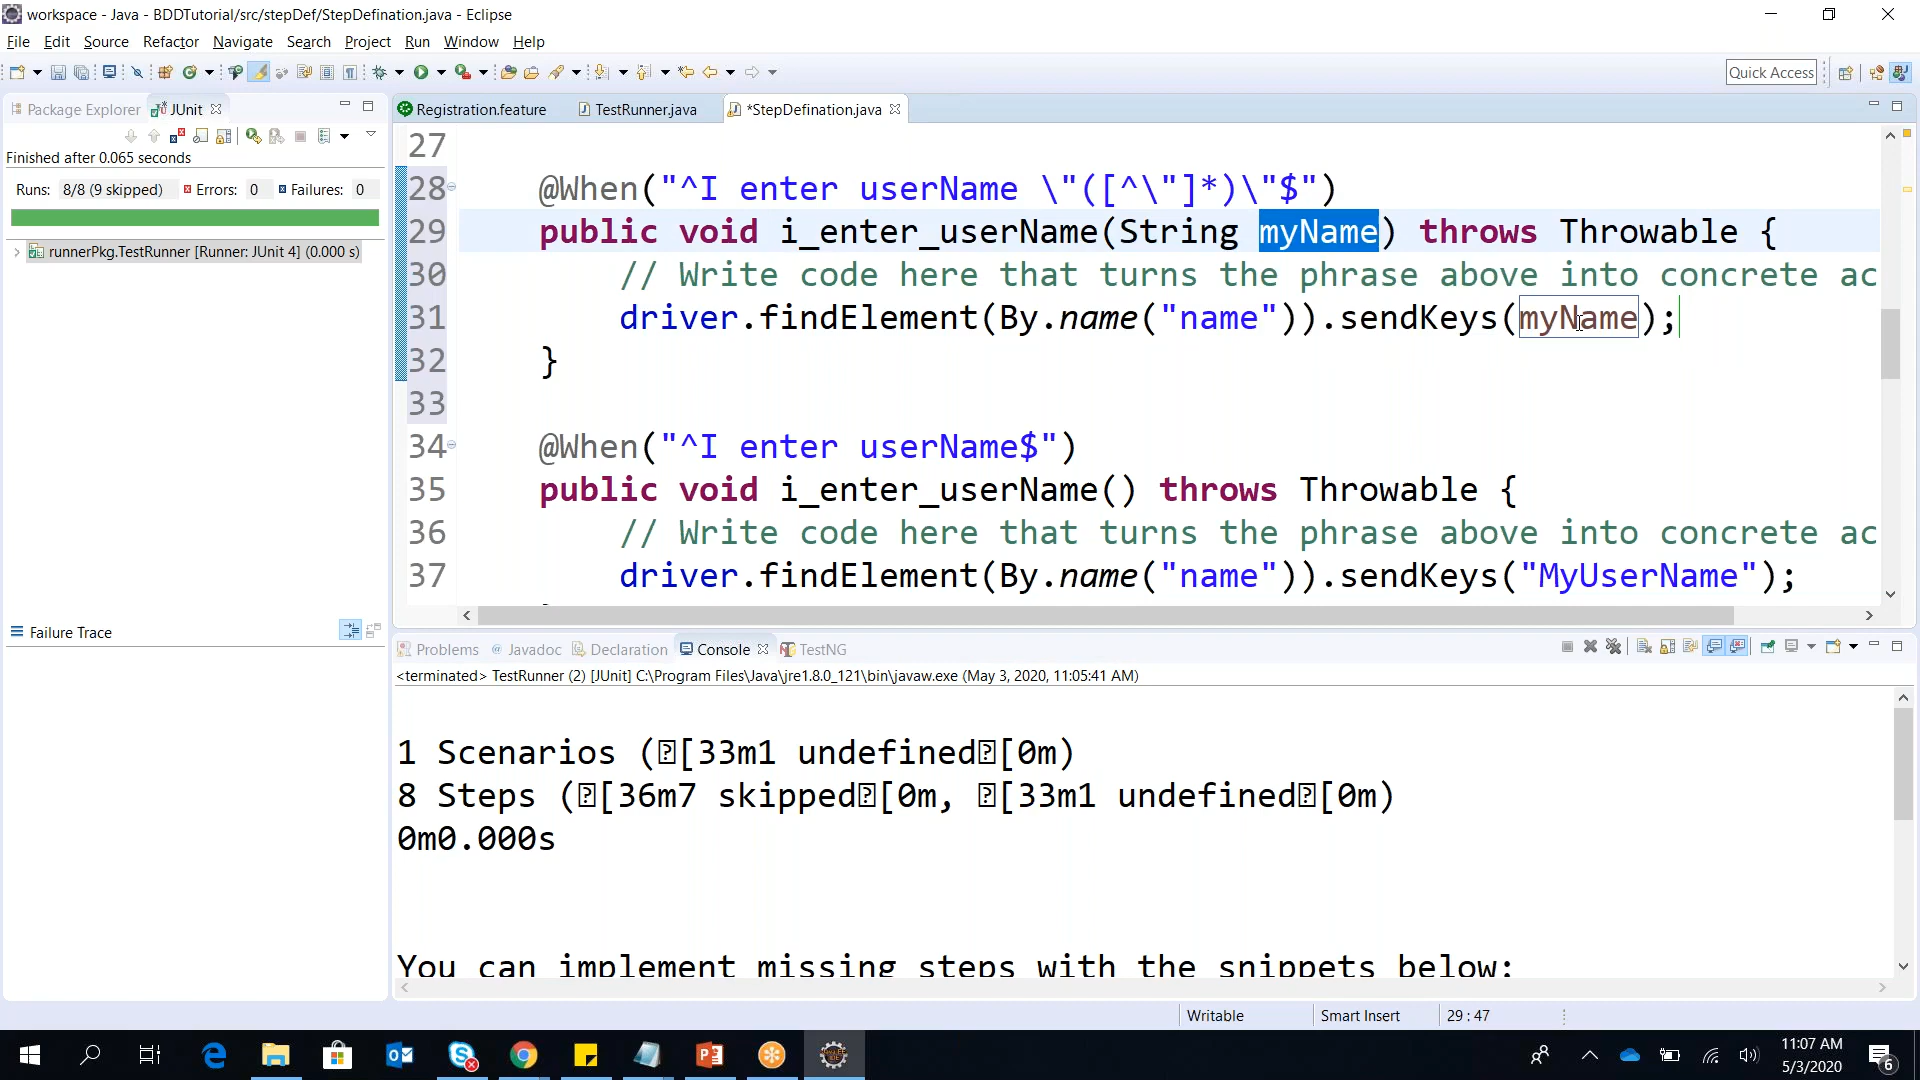 workspace - Java - BDDTutorial/src/stepDef/StepDefination.java - Eclipse
File Edit Source Refactor Navigate Search Project Run Window Help
Quick Access
Package Explorer JUnit
Finished after 0.065 seconds
Runs: 8/8 (9 skipped) Errors: 0 Failures: 0
runnerPkg.TestRunner [Runner: JUnit 4] (0.000 s)
Failure Trace
Registration.feature TestRunner.java *StepDefination.java
27
28 @When("^I enter userName \"([^\"]*)\"$")
29 public void i_enter_userName(String myName) throws Throwable {
30 // Write code here that turns the phrase above into concrete ac
31 driver.findElement(By.name("name")).sendKeys(myName);
32 }
33
34 @When("^I enter userName$")
35 public void i_enter_userName() throws Throwable {
36 // Write code here that turns the phrase above into concrete ac
37 driver.findElement(By.name("name")).sendKeys("MyUserName");
Problems Javadoc Declaration Console TestNG
<terminated> TestRunner (2) [JUnit] C:\Program Files\Java\jre1.8.0_121\bin\javaw.exe (May 3, 2020, 11:05:41 AM)
1 Scenarios (�[33m1 undefined�[0m)
8 Steps (�[36m7 skipped�[0m, �[33m1 undefined�[0m)
0m0.000s
You can implement missing steps with the snippets below:
Writable Smart Insert 29 : 47
11:07 AM
5/3/2020
6